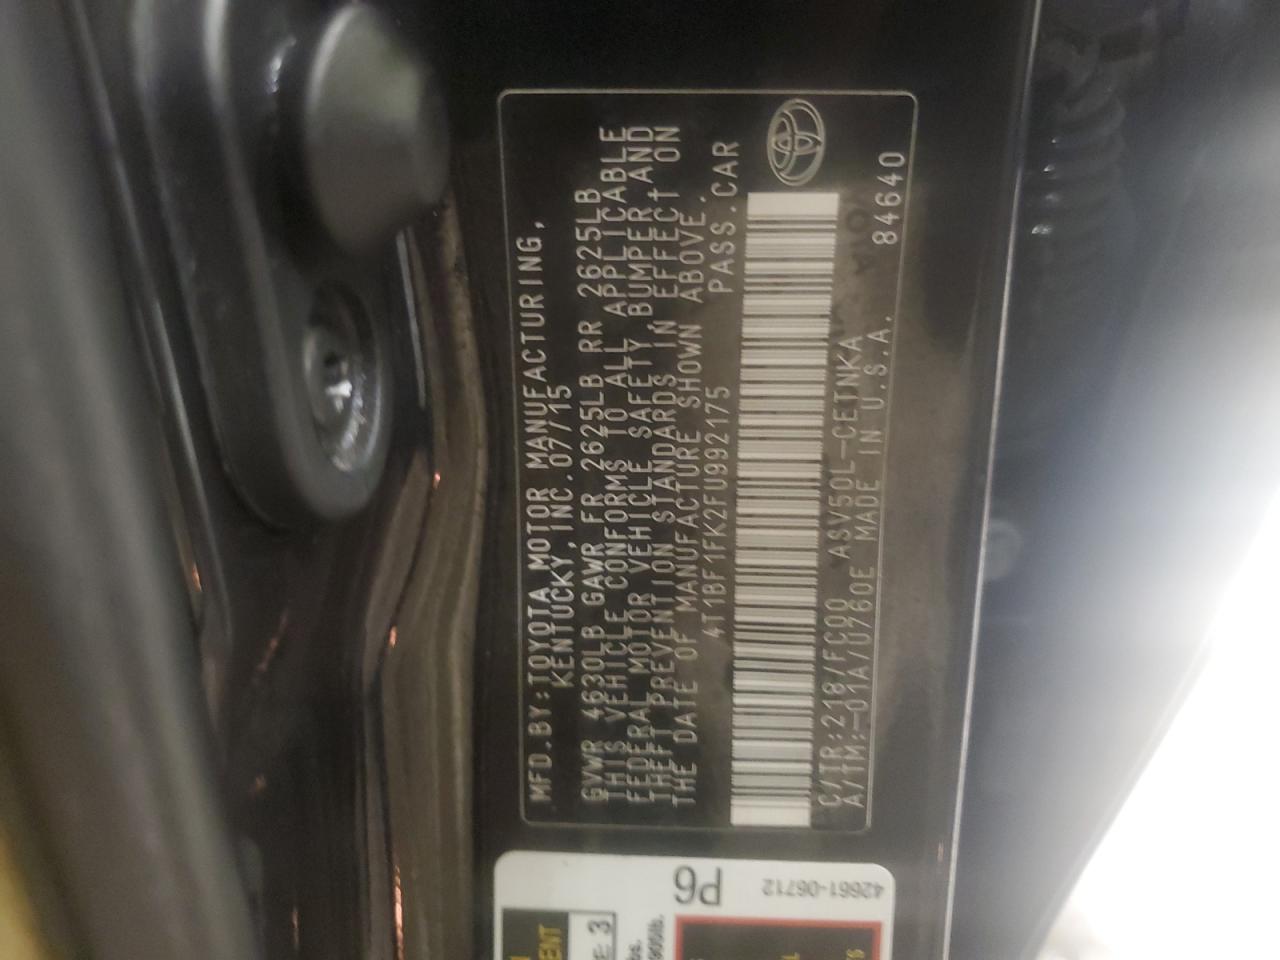 MFD.BY:TOYOTA MOTOR MANUFACTURING,
KENTUCKY,INC.07/15
GVWR 4630LB GAWR FR 2625LB RR 2625LB
THIS VEHICLE CONFORMS TO ALL APPLICABLE
FEDERAL MOTOR VEHICLE SAFETY, BUMPER AND
THEFT PREVENTION STANDARDS IN EFFECT ON
THE DATE OF MANUFACTURE SHOWN ABOVE.
4T1BF1FK2FU992175 PASS.CAR
C/TR:218/FC00 ASV50L-CETNKA
A/TM:-01A/U760E MADE IN U.S.A. 84640
P6
42661-06712
3